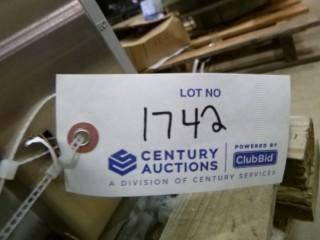 LOT NO
1742
CENTURY AUCTIONS
POWERED BY
ClubBid
A DIVISION OF CENTURY SERVICES